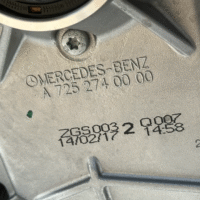 MERCEDES-BENZ
A 725 274 00 00
ZGS003 2 Q007
14/02/17 14:58